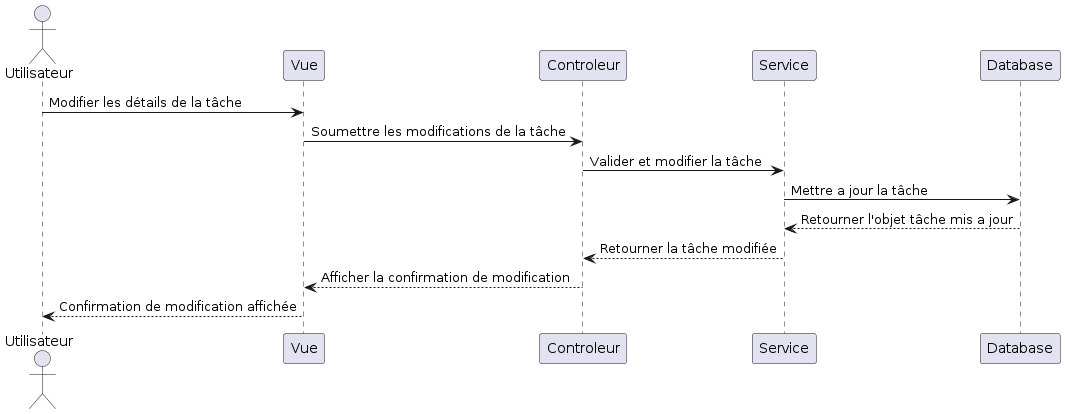 Utilisateur
Vue
Controleur
Service
Database
Modifier les détails de la tâche
Soumettre les modifications de la tâche
Valider et modifier la tâche
Mettre a jour la tâche
Retourner l'objet tâche mis a jour
Retourner la tâche modifiée
Afficher la confirmation de modification
Confirmation de modification affichée
Utilisateur
Vue
Controleur
Service
Database